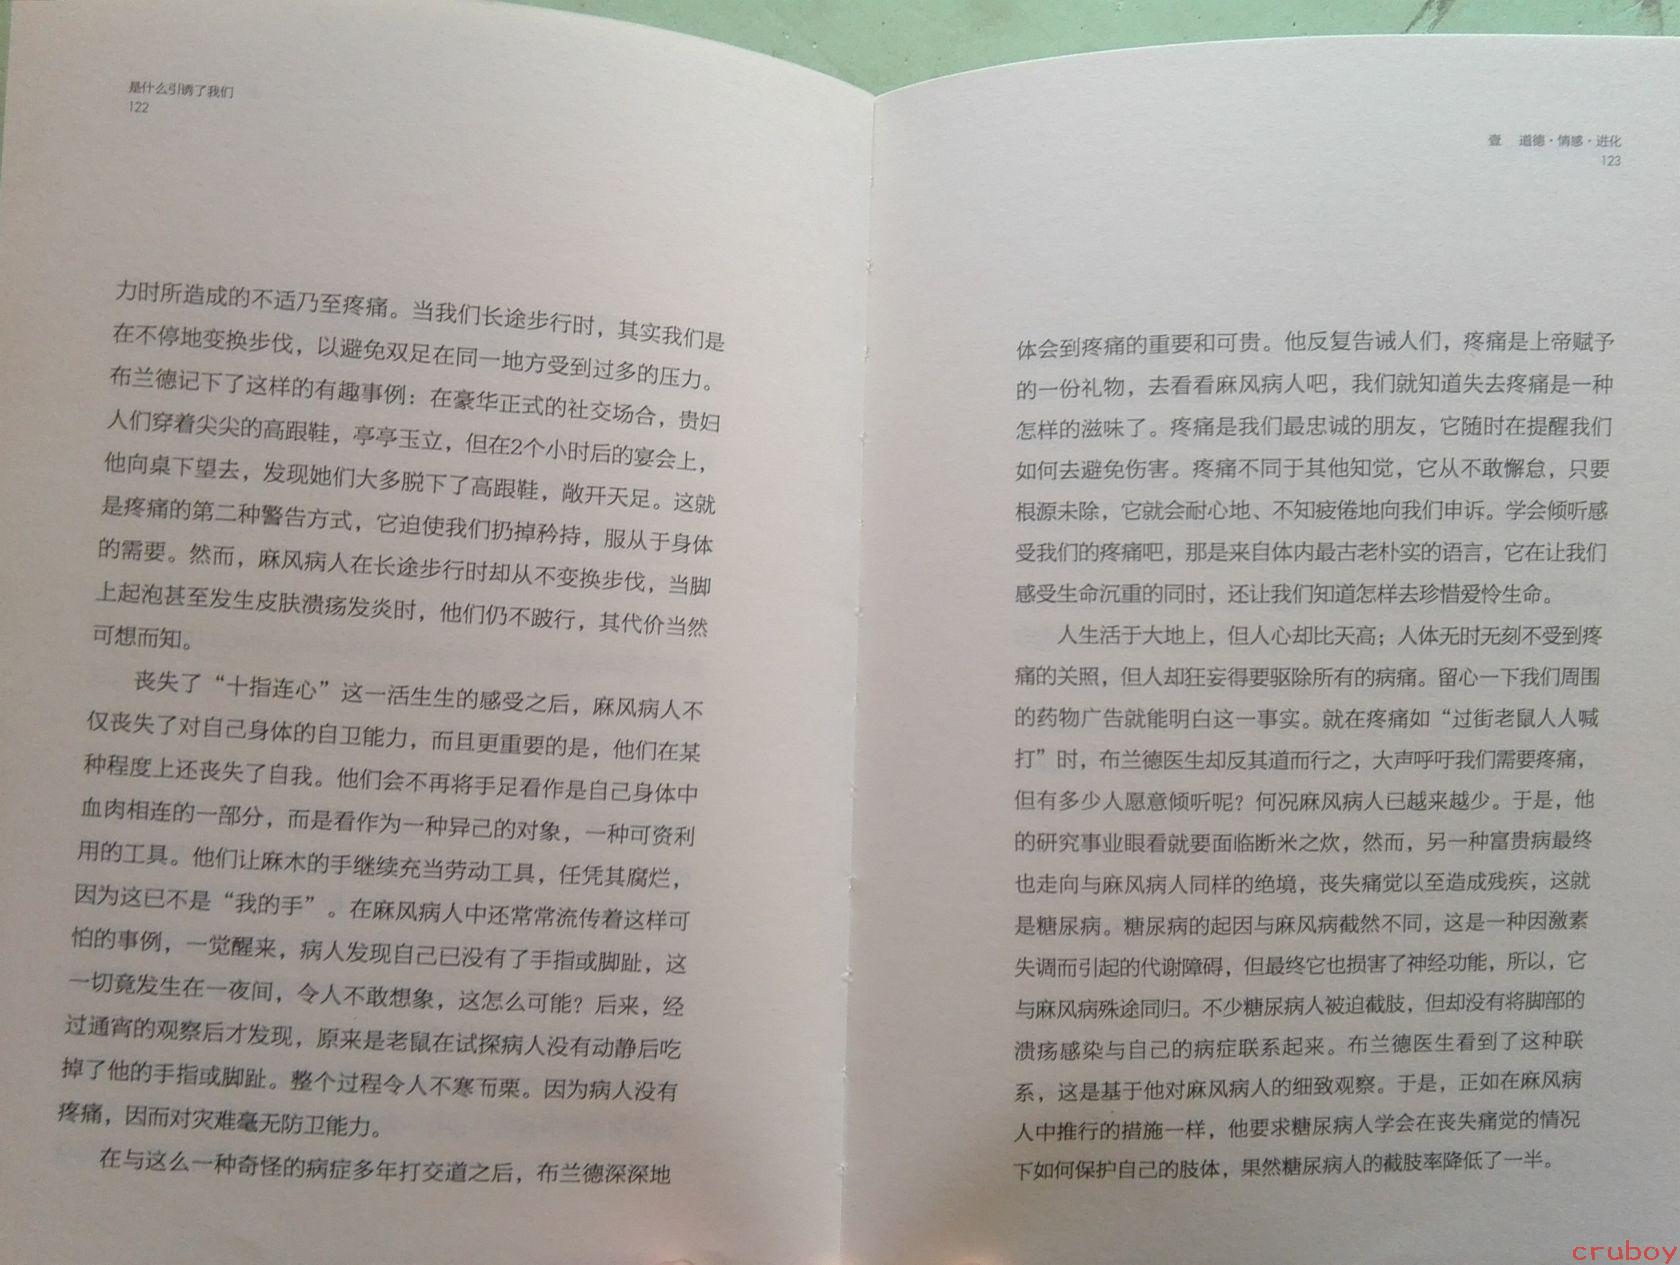 是什么引诱了我们
122
力时所造成的不适乃至疼痛。当我们长途步行时，其实我们是
在不停地变换步伐，以避免双足在同一地方受到过多的压力。
布兰德记下了这样的有趣事例：在豪华正式的社交场合，贵妇
人们穿着尖尖的高跟鞋，亭亭玉立，但在2个小时后的宴会上，
他向桌下望去，发现她们大多脱下了高跟鞋，敞开天足。这就
是疼痛的第二种警告方式，它迫使我们扔掉矜持，服从于身体
的需要。然而，麻风病人在长途步行时却从不变换步伐，当脚
上起泡甚至发生皮肤溃疡发炎时，他们仍不跛行，其代价当然
可想而知。
丧失了“十指连心”这一活生生的感受之后，麻风病人不
仅丧失了对自己身体的自卫能力，而且更重要的是，他们在某
种程度上还丧失了自我。他们会不再将手足看作是自己身体中
血肉相连的一部分，而是看作为一种异己的对象，一种可资利
用的工具。他们让麻木的手继续充当劳动工具，任凭其腐烂，
因为这已不是“我的手”。在麻风病人中还常常流传着这样可
怕的事例，一觉醒来，病人发现自己已没有了手指或脚趾，这
一切竟发生在一夜间，令人不敢想象，这怎么可能？后来，经
过通宵的观察后才发现，原来是老鼠在试探病人没有动静后吃
掉了他的手指或脚趾。整个过程令人不寒而栗。因为病人没有
疼痛，因而对灾难毫无防卫能力。
在与这么一种奇怪的病症多年打交道之后，布兰德深深地
壹 道德·情感·进化
123
体会到疼痛的重要和可贵。他反复告诫人们，疼痛是上帝赋予
的一份礼物，去看看麻风病人吧，我们就知道失去疼痛是一种
怎样的滋味了。疼痛是我们最忠诚的朋友，它随时在提醒我们
如何去避免伤害。疼痛不同于其他知觉，它从不敢懈怠，只要
根源未除，它就会耐心地、不知疲倦地向我们申诉。学会倾听感
受我们的疼痛吧，那是来自体内最古老朴实的语言，它在让我们
感受生命沉重的同时，还让我们知道怎样去珍惜爱怜生命。
人生活于大地上，但人心却比天高；人体无时无刻不受到疼
痛的关照，但人却狂妄得要驱除所有的病痛。留心一下我们周围
的药物广告就能明白这一事实。就在疼痛如“过街老鼠人人喊
打”时，布兰德医生却反其道而行之，大声呼吁我们需要疼痛，
但有多少人愿意倾听呢？何况麻风病人已越来越少。于是，他
的研究事业眼看就要面临断米之炊，然而，另一种富贵病最终
也走向与麻风病人同样的绝境，丧失痛觉以至造成残疾，这就
是糖尿病。糖尿病的起因与麻风病截然不同，这是一种因激素
失调而引起的代谢障碍，但最终它也损害了神经功能，所以，它
与麻风病殊途同归。不少糖尿病人被迫截肢，但却没有将脚部的
溃疡感染与自己的病症联系起来。布兰德医生看到了这种联
系，这是基于他对麻风病人的细致观察。于是，正如在麻风病
人中推行的措施一样，他要求糖尿病人学会在丧失痛觉的情况
下如何保护自己的肢体，果然糖尿病人的截肢率降低了一半。
cruboy